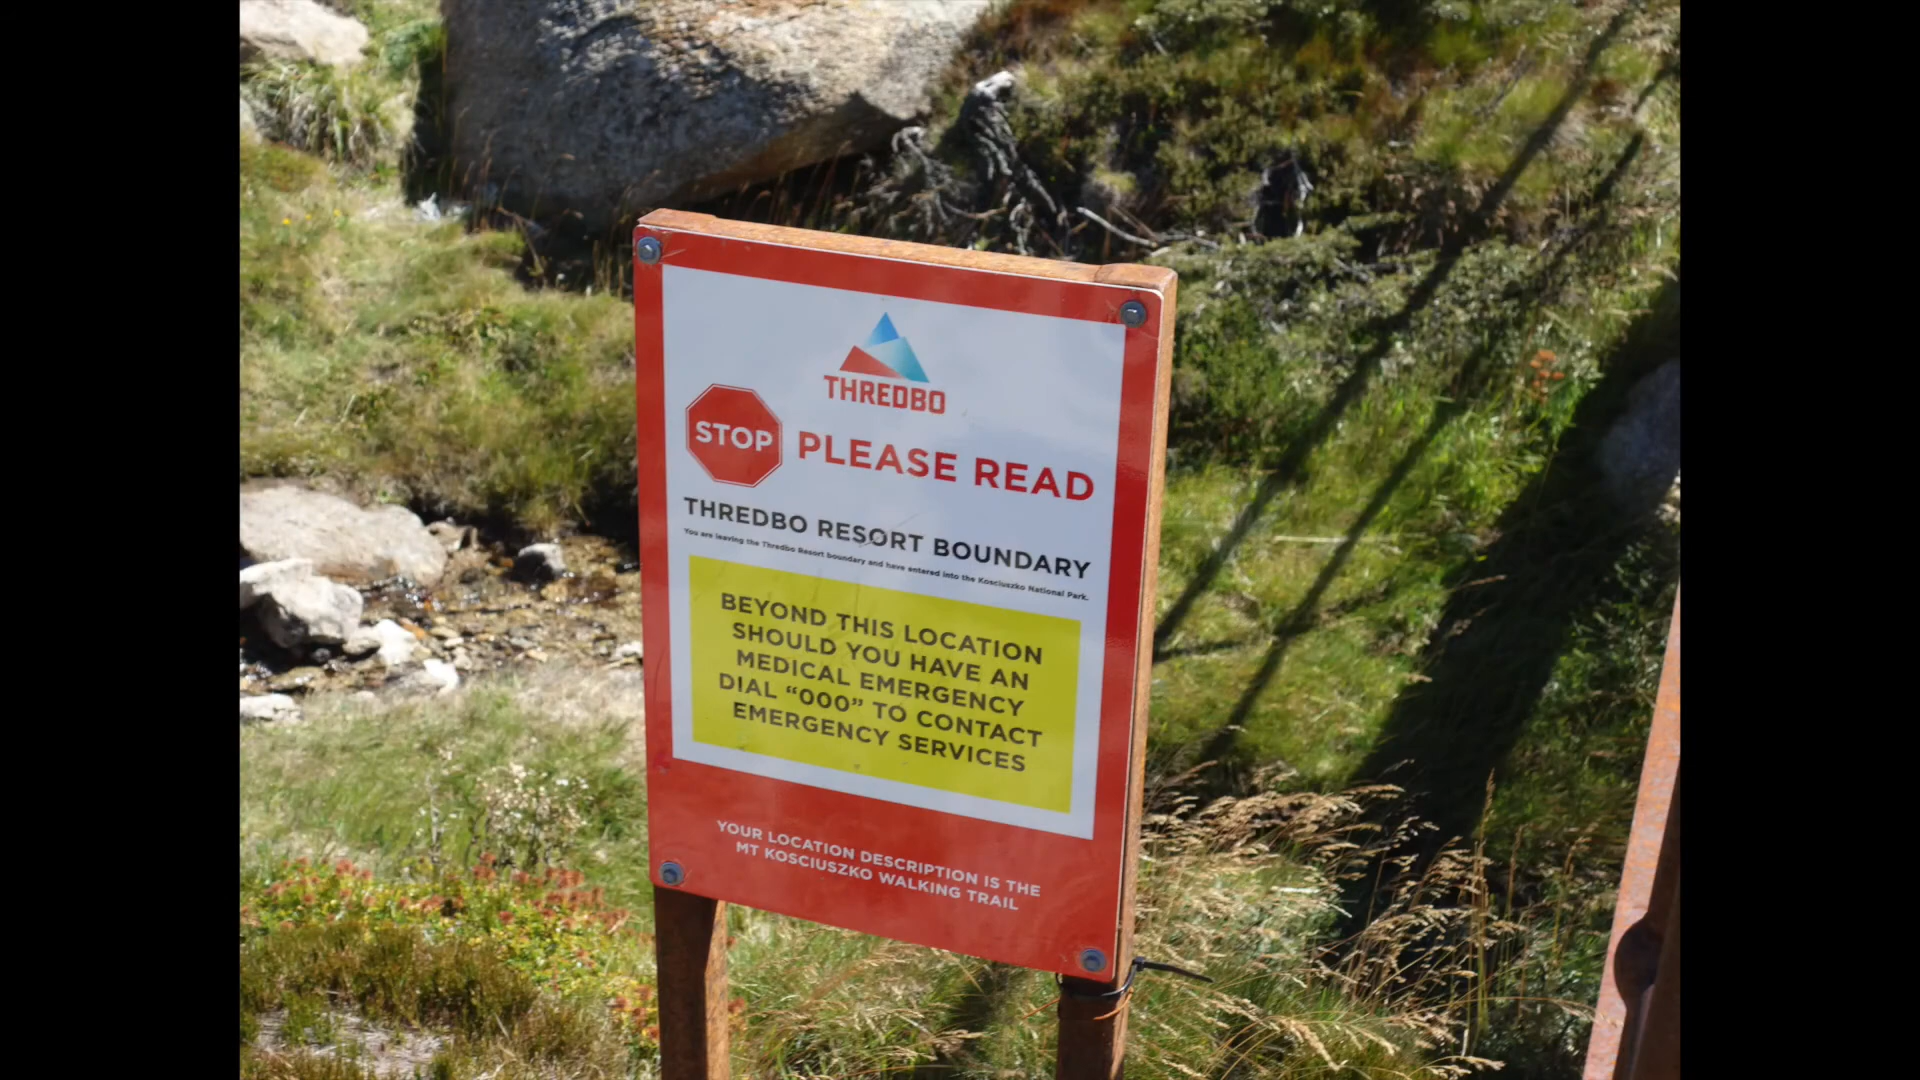 THREDBO
STOP
PLEASE READ
THREDBO RESORT BOUNDARY
You are leaving the Thredbo Resort boundary and have entered into the Kosciuszko National Park.
BEYOND THIS LOCATION
SHOULD YOU HAVE AN
MEDICAL EMERGENCY
DIAL “000” TO CONTACT
EMERGENCY SERVICES
YOUR LOCATION DESCRIPTION IS THE
MT KOSCIUSZKO WALKING TRAIL